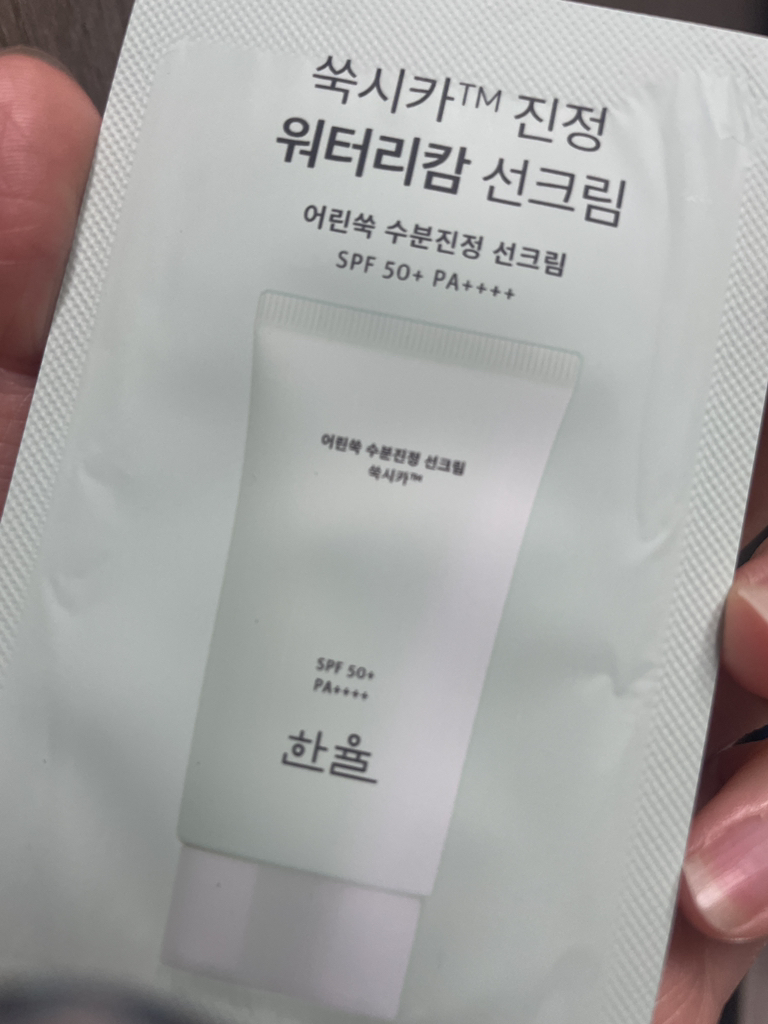 쑥시카™ 진정
워터리캄 선크림
어린쑥 수분진정 선크림
SPF 50+ PA++++
어린쑥 수분진정 선크림
쑥시카™
SPF 50+
PA++++
한율